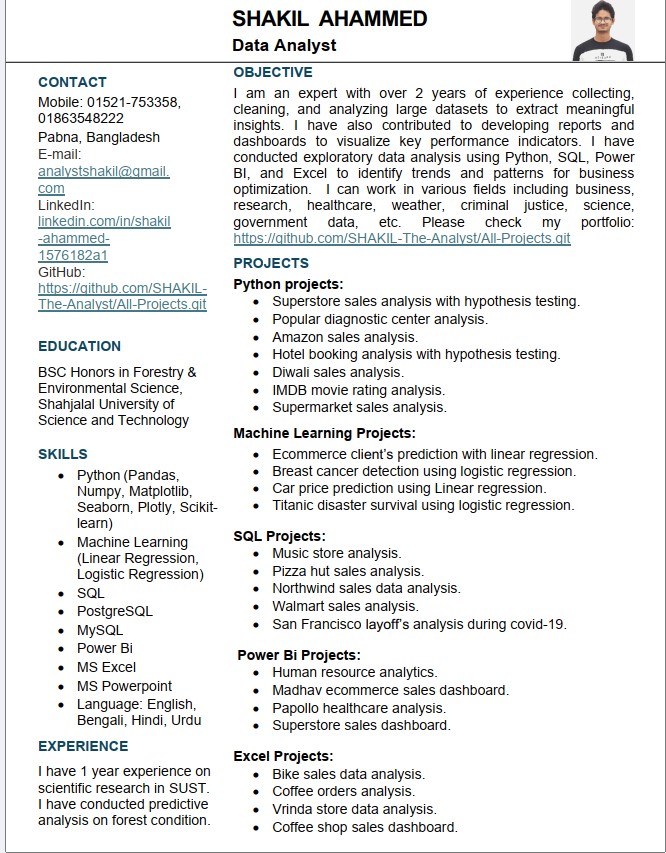 SHAKIL AHAMMED
Data Analyst
CONTACT
Mobile: 01521-753358,
01863548222
Pabna, Bangladesh
E-mail:
analystshakil@gmail.
com
LinkedIn:
linkedin.com/in/shakil
-ahammed-
1576182a1
GitHub:
https://github.com/SHAKIL-
The-Analyst/All-Projects.git
EDUCATION
BSC Honors in Forestry &
Environmental Science,
Shahjalal University of
Science and Technology
SKILLS
• Python (Pandas,
Numpy, Matplotlib,
Seaborn, Plotly, Scikit-
learn)
• Machine Learning
(Linear Regression,
Logistic Regression)
• SQL
• PostgreSQL
• MySQL
• Power Bi
• MS Excel
• MS Powerpoint
• Language: English,
Bengali, Hindi, Urdu
EXPERIENCE
I have 1 year experience on
scientific research in SUST.
I have conducted predictive
analysis on forest condition.
OBJECTIVE
I am an expert with over 2 years of experience collecting,
cleaning, and analyzing large datasets to extract meaningful
insights. I have also contributed to developing reports and
dashboards to visualize key performance indicators. I have
conducted exploratory data analysis using Python, SQL, Power
BI, and Excel to identify trends and patterns for business
optimization. I can work in various fields including business,
research, healthcare, weather, criminal justice, science,
government data, etc. Please check my portfolio:
https://github.com/SHAKIL-The-Analyst/All-Projects.git
PROJECTS
Python projects:
• Superstore sales analysis with hypothesis testing.
• Popular diagnostic center analysis.
• Amazon sales analysis.
• Hotel booking analysis with hypothesis testing.
• Diwali sales analysis.
• IMDB movie rating analysis.
• Supermarket sales analysis.
Machine Learning Projects:
• Ecommerce client's prediction with linear regression.
• Breast cancer detection using logistic regression.
• Car price prediction using Linear regression.
• Titanic disaster survival using logistic regression.
SQL Projects:
• Music store analysis.
• Pizza hut sales analysis.
• Northwind sales data analysis.
• Walmart sales analysis.
• San Francisco layoff's analysis during covid-19.
Power Bi Projects:
• Human resource analytics.
• Madhav ecommerce sales dashboard.
• Papollo healthcare analysis.
• Superstore sales dashboard.
Excel Projects:
• Bike sales data analysis.
• Coffee orders analysis.
• Vrinda store data analysis.
• Coffee shop sales dashboard.